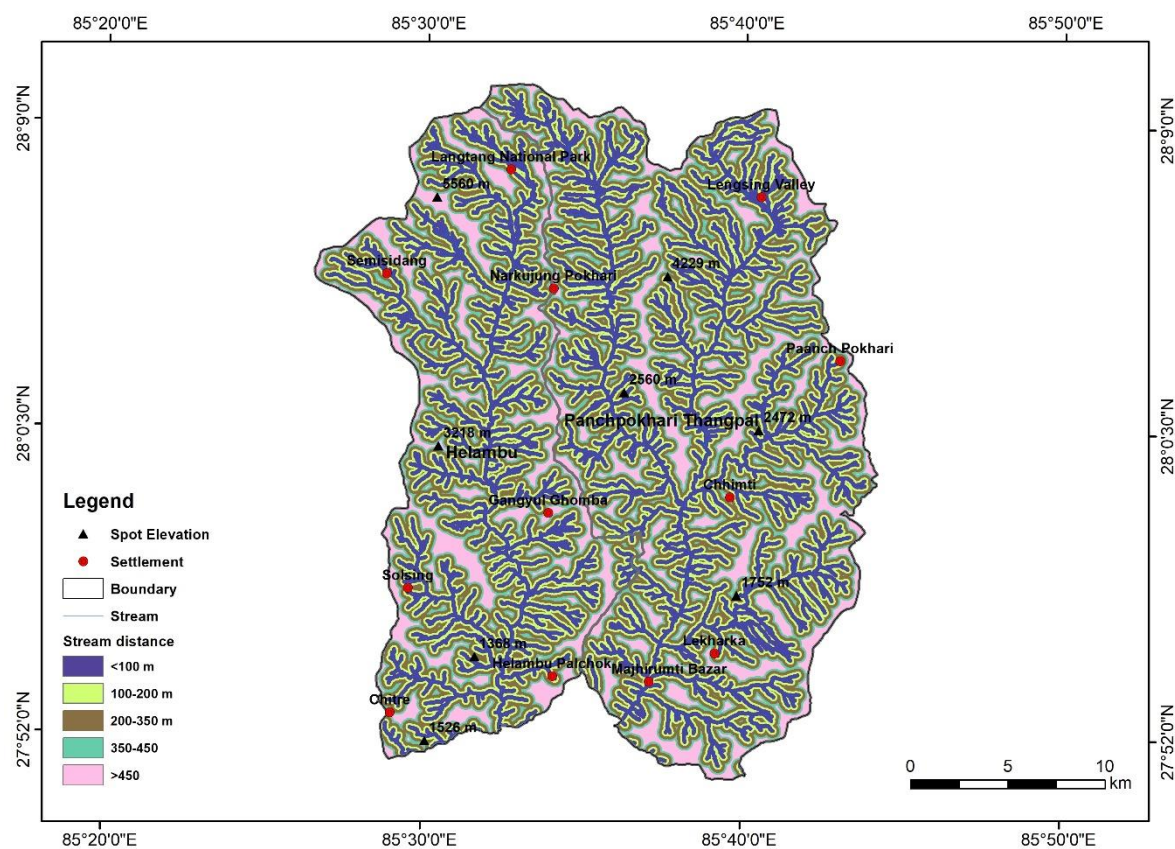 85°20'0"E
85°30'0"E
85°40'0"E
85°50'0"E
28°9'0"N
28°9'0"N
Langtang National Park
5560 m
Lengsing Valley
Semisidang
Narkujung Pokhari
4229 m
Paanch Pokhari
2560 m
28°0'30"N
Panchpokhari Thangpal
2472 m
28°0'30"N
3218 m
Helambu
Chhimti
Gangyul Ghomba
Legend
Spot Elevation
Settlement
Boundary
Stream
Stream distance
<100 m
100-200 m
200-350 m
350-450
>450
Solsing
1752 m
1368 m
Lekharka
Helambu Palchok
Majhirumti Bazar
Chitre
1526 m
27°52'0"N
27°52'0"N
0 5 10
km
85°20'0"E
85°30'0"E
85°40'0"E
85°50'0"E